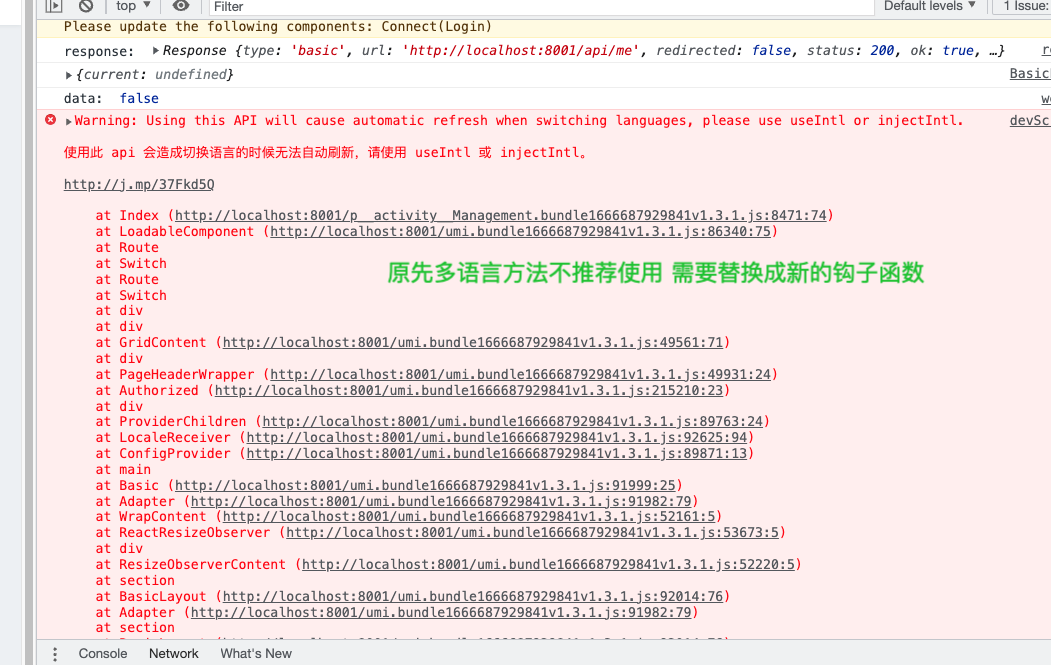 top ▼ Filter Default levels ▼ 1 Issue:
Please update the following components: Connect(Login)
response: ▶Response {type: 'basic', url: 'http://localhost:8001/api/me', redirected: false, status: 200, ok: true, …} re
▶{current: undefined} Basic
data: false
▶Warning: Using this API will cause automatic refresh when switching languages, please use useIntl or injectIntl. devSc
使用此 api 会造成切换语言的时候无法自动刷新，请使用 useIntl 或 injectIntl。
http://j.mp/37Fkd5Q
at Index (http://localhost:8001/p__activity__Management.bundle1666687929841v1.3.1.js:8471:74)
at LoadableComponent (http://localhost:8001/umi.bundle1666687929841v1.3.1.js:86340:75)
at Route
at Switch
原先多语言方法不推荐使用 需要替换成新的钩子函数
at Route
at Switch
at div
at div
at GridContent (http://localhost:8001/umi.bundle1666687929841v1.3.1.js:49561:71)
at div
at PageHeaderWrapper (http://localhost:8001/umi.bundle1666687929841v1.3.1.js:49931:24)
at Authorized (http://localhost:8001/umi.bundle1666687929841v1.3.1.js:215210:23)
at div
at ProviderChildren (http://localhost:8001/umi.bundle1666687929841v1.3.1.js:89763:24)
at LocaleReceiver (http://localhost:8001/umi.bundle1666687929841v1.3.1.js:92625:94)
at ConfigProvider (http://localhost:8001/umi.bundle1666687929841v1.3.1.js:89871:13)
at main
at Basic (http://localhost:8001/umi.bundle1666687929841v1.3.1.js:91999:25)
at Adapter (http://localhost:8001/umi.bundle1666687929841v1.3.1.js:91982:79)
at WrapContent (http://localhost:8001/umi.bundle1666687929841v1.3.1.js:52161:5)
at ReactResizeObserver (http://localhost:8001/umi.bundle1666687929841v1.3.1.js:53673:5)
at div
at ResizeObserverContent (http://localhost:8001/umi.bundle1666687929841v1.3.1.js:52220:5)
at section
at BasicLayout (http://localhost:8001/umi.bundle1666687929841v1.3.1.js:92014:76)
at Adapter (http://localhost:8001/umi.bundle1666687929841v1.3.1.js:91982:79)
at section
Console Network What's New